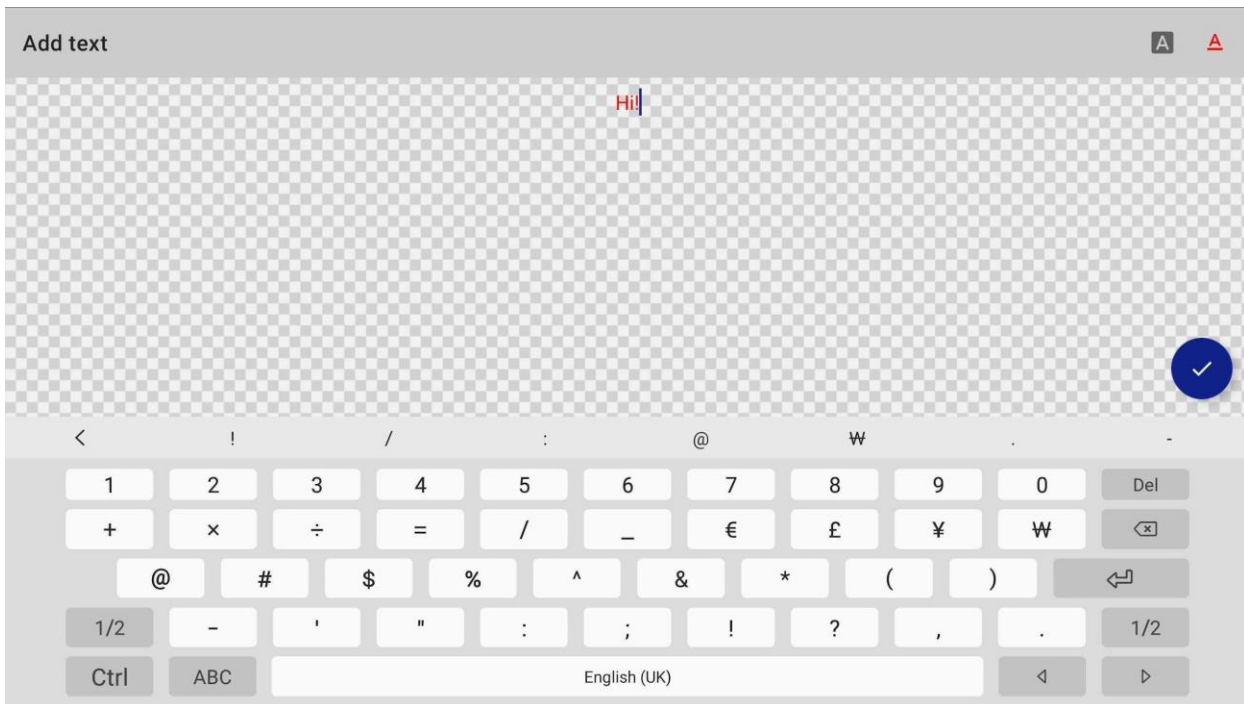 Add text A A
Hi!
! / : @ ₩ . -
1 2 3 4 5 6 7 8 9 0 Del
+ × ÷ = / _ € £ ¥ ₩
@ # $ % ^ & * ( )
1/2 - ' " : ; ! ? , . 1/2
Ctrl ABC English (UK)